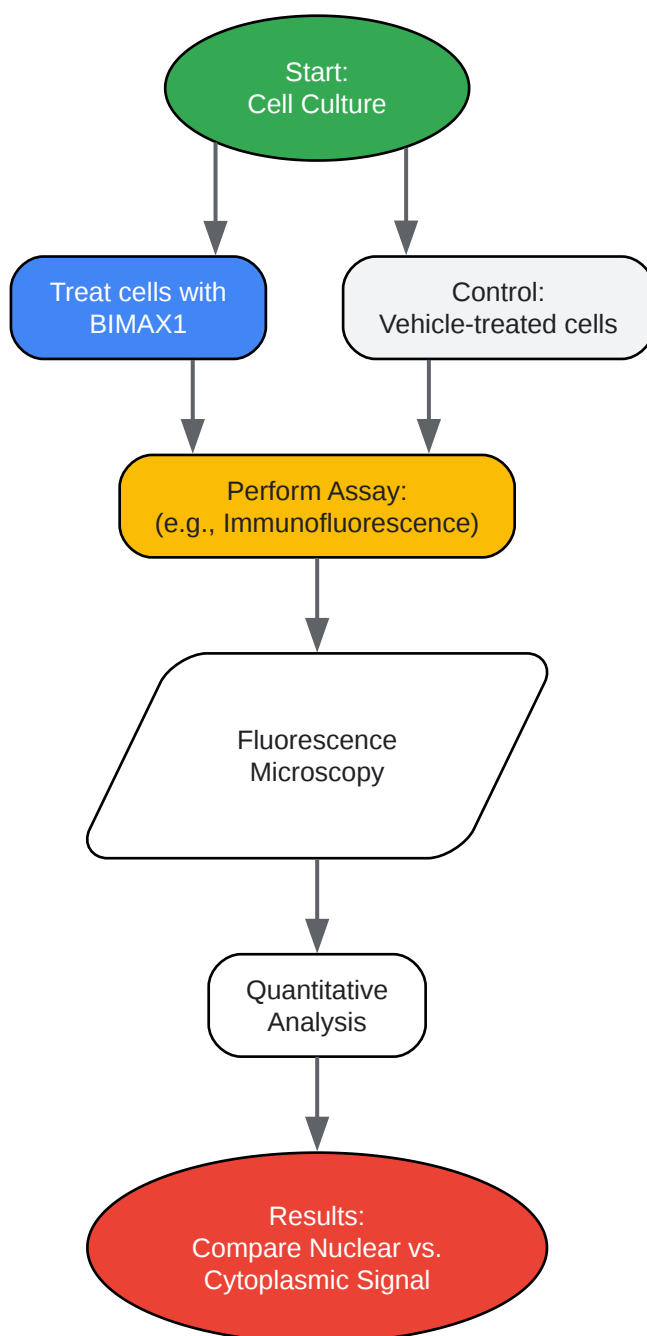 Start:
Cell Culture
Treat cells with
BIMAX1
Control:
Vehicle-treated cells
Perform Assay:
(e.g., Immunofluorescence)
Fluorescence
Microscopy
Quantitative
Analysis
Results:
Compare Nuclear vs.
Cytoplasmic Signal